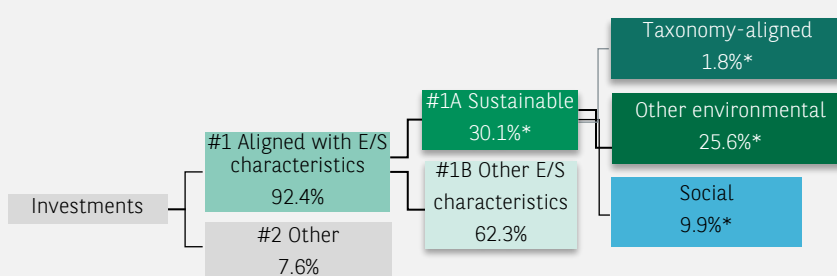 Taxonomy-aligned
1.8%*
#1A Sustainable
30.1%*
Other environmental
25.6%*
#1 Aligned with E/S
characteristics
92.4%
#1B Other E/S
characteristics
62.3%
Social
9.9%*
Investments
#2 Other
7.6%